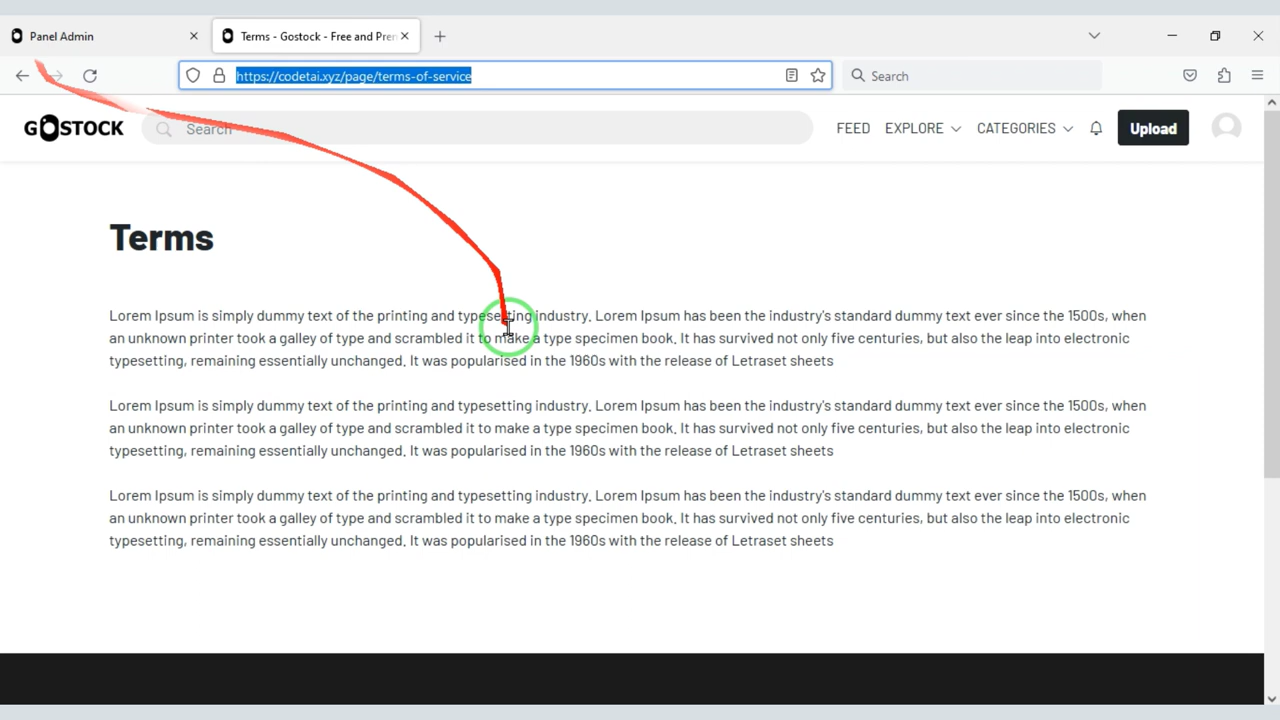 Panel Admin
Terms - Gostock - Free and Prer
https://codetai.xyz/page/terms-of-service
Search
GOSTOCK
Search
FEED
EXPLORE
CATEGORIES
Upload
Terms
Lorem Ipsum is simply dummy text of the printing and typesetting industry. Lorem Ipsum has been the industry's standard dummy text ever since the 1500s, when
an unknown printer took a galley of type and scrambled it to make a type specimen book. It has survived not only five centuries, but also the leap into electronic
typesetting, remaining essentially unchanged. It was popularised in the 1960s with the release of Letraset sheets
Lorem Ipsum is simply dummy text of the printing and typesetting industry. Lorem Ipsum has been the industry's standard dummy text ever since the 1500s, when
an unknown printer took a galley of type and scrambled it to make a type specimen book. It has survived not only five centuries, but also the leap into electronic
typesetting, remaining essentially unchanged. It was popularised in the 1960s with the release of Letraset sheets
Lorem Ipsum is simply dummy text of the printing and typesetting industry. Lorem Ipsum has been the industry's standard dummy text ever since the 1500s, when
an unknown printer took a galley of type and scrambled it to make a type specimen book. It has survived not only five centuries, but also the leap into electronic
typesetting, remaining essentially unchanged. It was popularised in the 1960s with the release of Letraset sheets